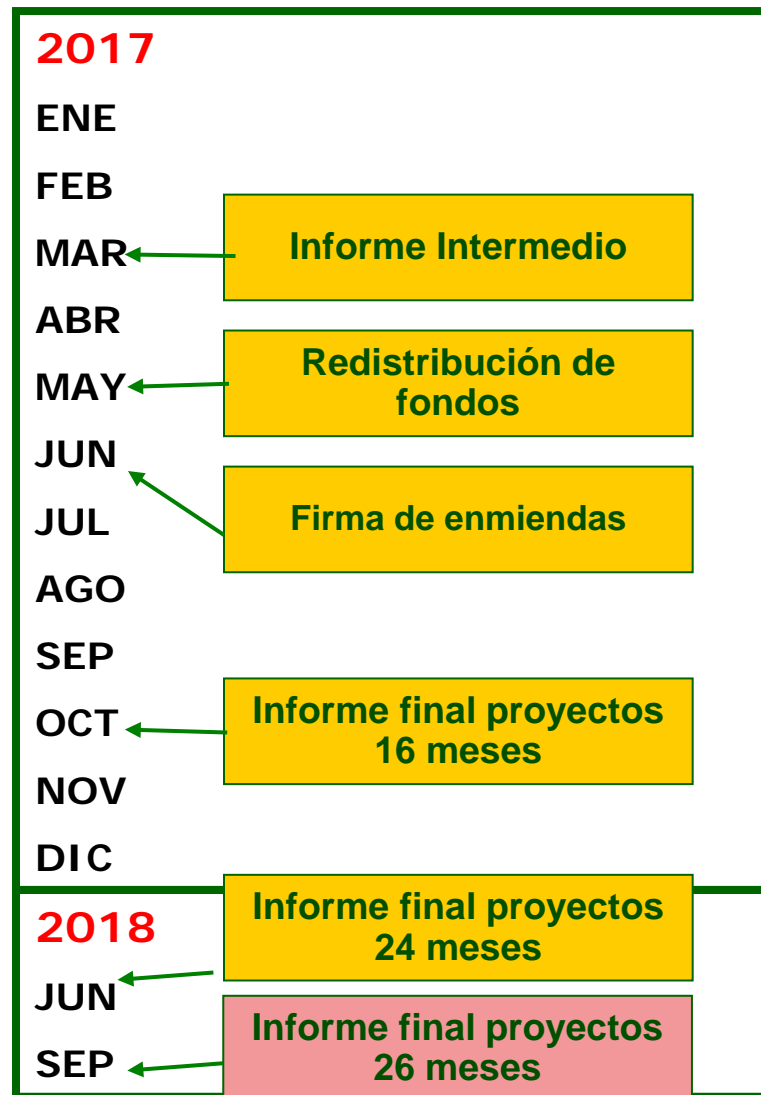 2017
ENE
FEB
MAR
Informe Intermedio
ABR
MAY
Redistribución de
fondos
JUN
JUL
Firma de enmiendas
AGO
SEP
OCT
Informe final proyectos
16 meses
NOV
DIC
2018
Informe final proyectos
24 meses
JUN
SEP
Informe final proyectos
26 meses